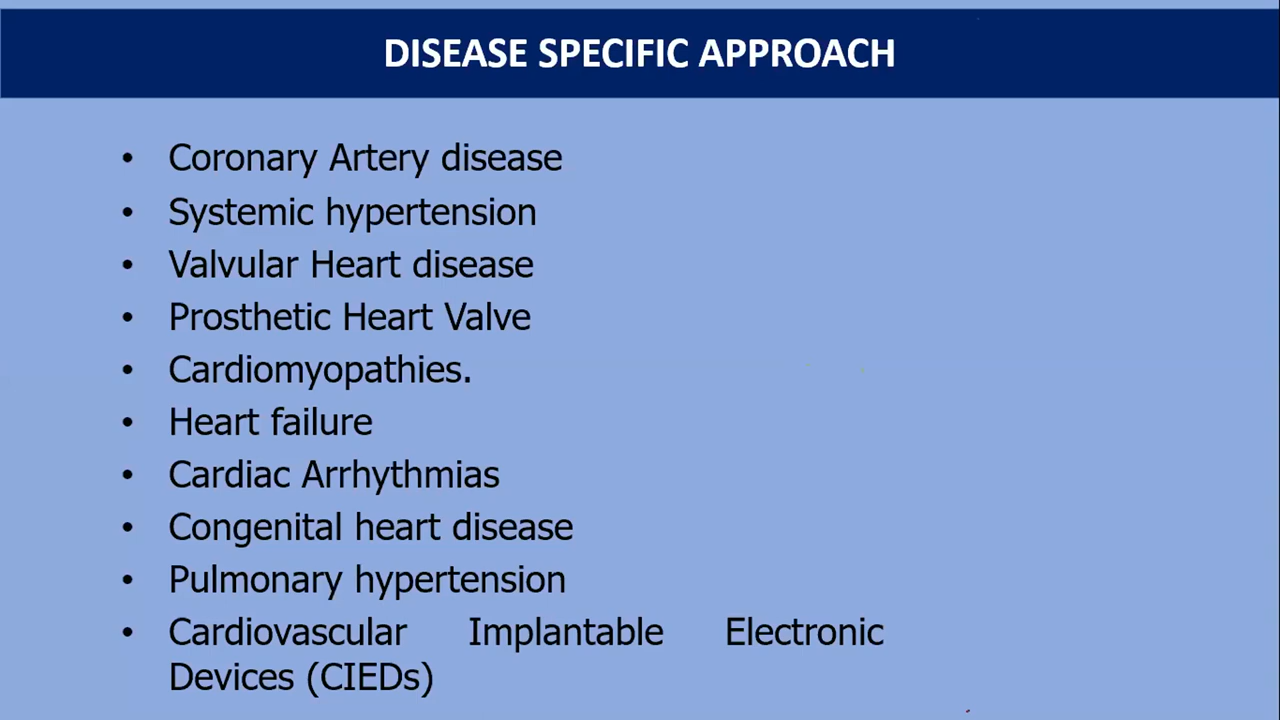 DISEASE SPECIFIC APPROACH
• Coronary Artery disease
• Systemic hypertension
• Valvular Heart disease
• Prosthetic Heart Valve
• Cardiomyopathies.
• Heart failure
• Cardiac Arrhythmias
• Congenital heart disease
• Pulmonary hypertension
• Cardiovascular Implantable Electronic
Devices (CIEDs)